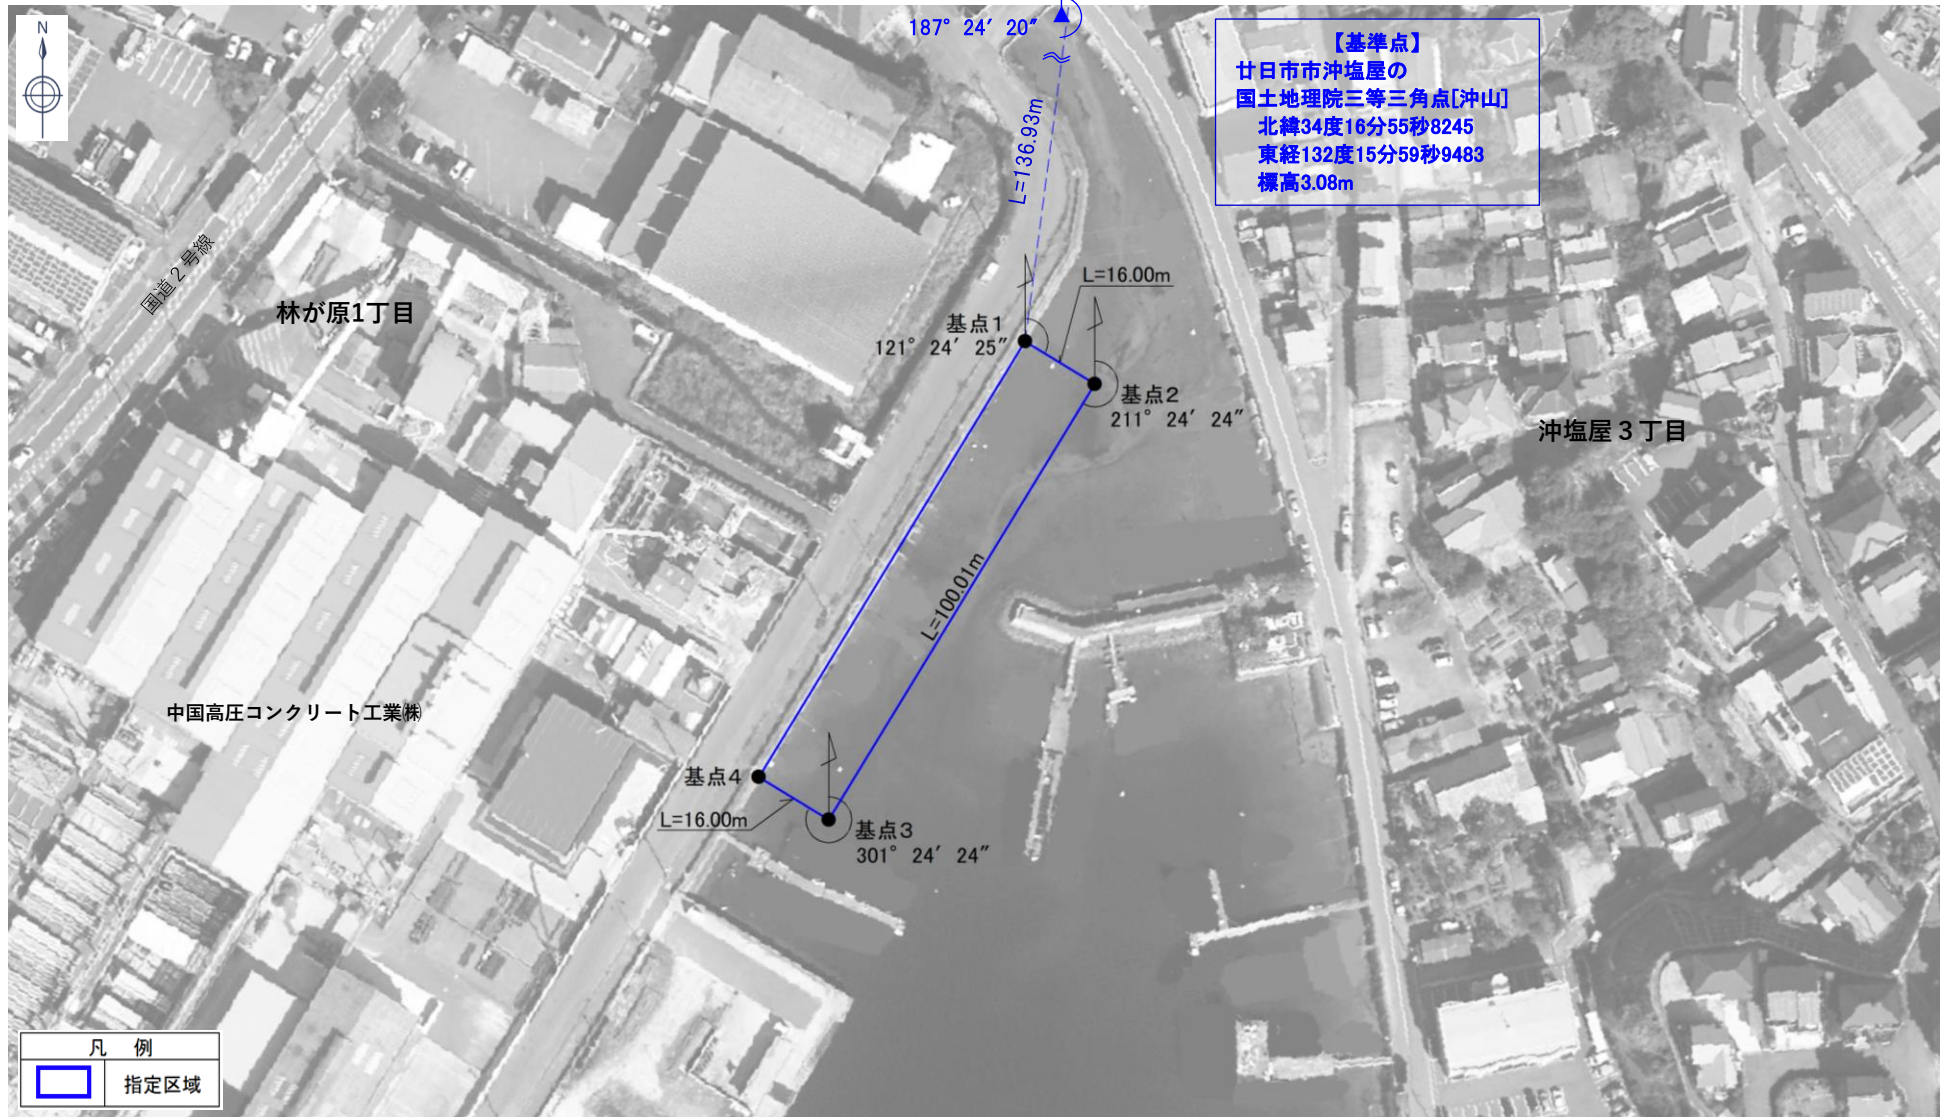 N
187° 24′ 20″
【基準点】
廿日市市沖塩屋の
国土地理院三等三角点[沖山]
北緯34度16分55秒8245
東経132度15分59秒9483
標高3.08m
L=136.93m
国道2号線
林が原1丁目
L=16.00m
基点1
121° 24′ 25″
基点2
211° 24′ 24″
沖塩屋３丁目
L=100.01m
中国高圧コンクリート工業㈱
基点4
L=16.00m
基点3
301° 24′ 24″
凡 例
指定区域